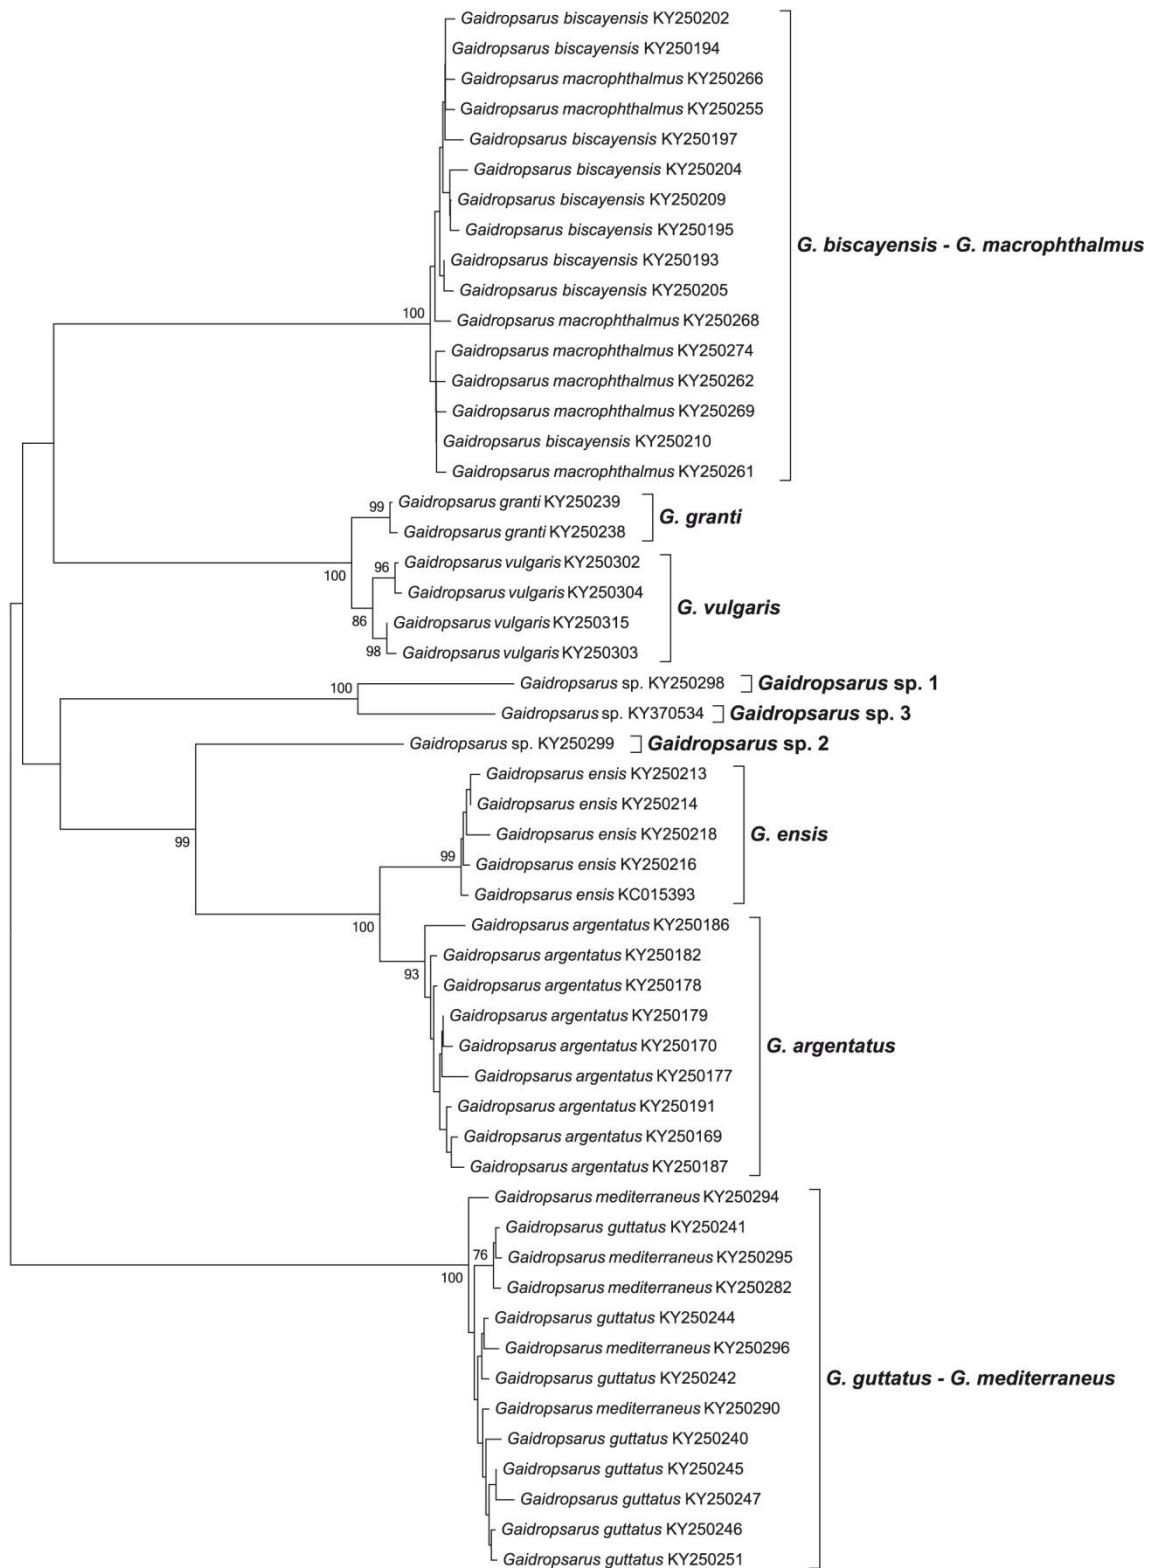 Gaidropsarus biscayensis KY250202
Gaidropsarus biscayensis KY250194
Gaidropsarus macrophthalmus KY250266
Gaidropsarus macrophthalmus KY250255
Gaidropsarus biscayensis KY250197
Gaidropsarus biscayensis KY250204
Gaidropsarus biscayensis KY250209
Gaidropsarus biscayensis KY250195
G. biscayensis - G. macrophthalmus
Gaidropsarus biscayensis KY250193
Gaidropsarus biscayensis KY250205
100
Gaidropsarus macrophthalmus KY250268
Gaidropsarus macrophthalmus KY250274
Gaidropsarus macrophthalmus KY250262
Gaidropsarus macrophthalmus KY250269
Gaidropsarus biscayensis KY250210
Gaidropsarus macrophthalmus KY250261
99
Gaidropsarus granti KY250239
G. granti
Gaidropsarus granti KY250238
96
Gaidropsarus vulgaris KY250302
100
Gaidropsarus vulgaris KY250304
G. vulgaris
86
Gaidropsarus vulgaris KY250315
98
Gaidropsarus vulgaris KY250303
100
Gaidropsarus sp. KY250298
Gaidropsarus sp. 1
Gaidropsarus sp. KY370534
Gaidropsarus sp. 3
Gaidropsarus sp. KY250299
Gaidropsarus sp. 2
Gaidropsarus ensis KY250213
Gaidropsarus ensis KY250214
Gaidropsarus ensis KY250218
G. ensis
99
99
Gaidropsarus ensis KY250216
Gaidropsarus ensis KC015393
100
Gaidropsarus argentatus KY250186
Gaidropsarus argentatus KY250182
93
Gaidropsarus argentatus KY250178
Gaidropsarus argentatus KY250179
Gaidropsarus argentatus KY250170
G. argentatus
Gaidropsarus argentatus KY250177
Gaidropsarus argentatus KY250191
Gaidropsarus argentatus KY250169
Gaidropsarus argentatus KY250187
Gaidropsarus mediterraneus KY250294
Gaidropsarus guttatus KY250241
76
Gaidropsarus mediterraneus KY250295
100
Gaidropsarus mediterraneus KY250282
Gaidropsarus guttatus KY250244
Gaidropsarus mediterraneus KY250296
Gaidropsarus guttatus KY250242
G. guttatus - G. mediterraneus
Gaidropsarus mediterraneus KY250290
Gaidropsarus guttatus KY250240
Gaidropsarus guttatus KY250245
Gaidropsarus guttatus KY250247
Gaidropsarus guttatus KY250246
Gaidropsarus guttatus KY250251